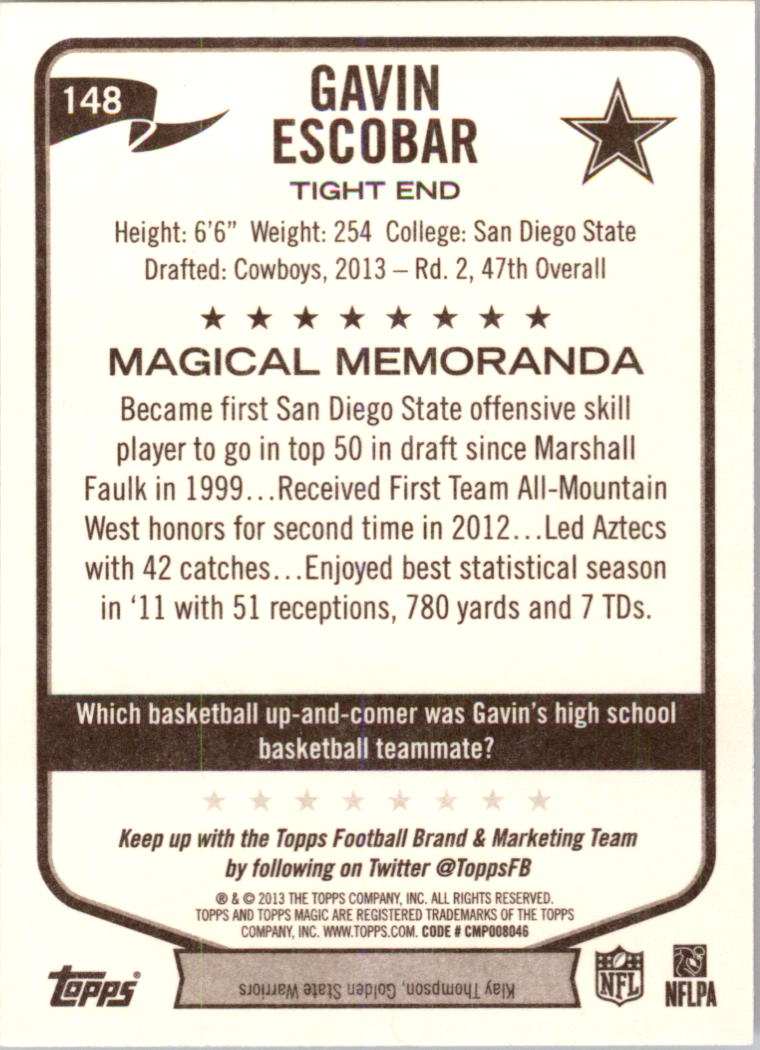 148
GAVIN
ESCOBAR
TIGHT END
Height: 6'6” Weight: 254 College: San Diego State
Drafted: Cowboys, 2013 – Rd. 2, 47th Overall
MAGICAL MEMORANDA
Became first San Diego State offensive skill
player to go in top 50 in draft since Marshall
Faulk in 1999...Received First Team All-Mountain
West honors for second time in 2012...Led Aztecs
with 42 catches...Enjoyed best statistical season
in ‘11 with 51 receptions, 780 yards and 7 TDs.
Which basketball up-and-comer was Gavin's high school
basketball teammate?
Keep up with the Topps Football Brand & Marketing Team
by following on Twitter @ToppsFB
® & © 2013 THE TOPPS COMPANY, INC. ALL RIGHTS RESERVED.
TOPPS AND TOPPS MAGIC ARE REGISTERED TRADEMARKS OF THE TOPPS
COMPANY, INC. WWW.TOPPS.COM. CODE # CMP008046
Topps®
Klay Thompson, Golden State Warriors
NFL
NFLPA